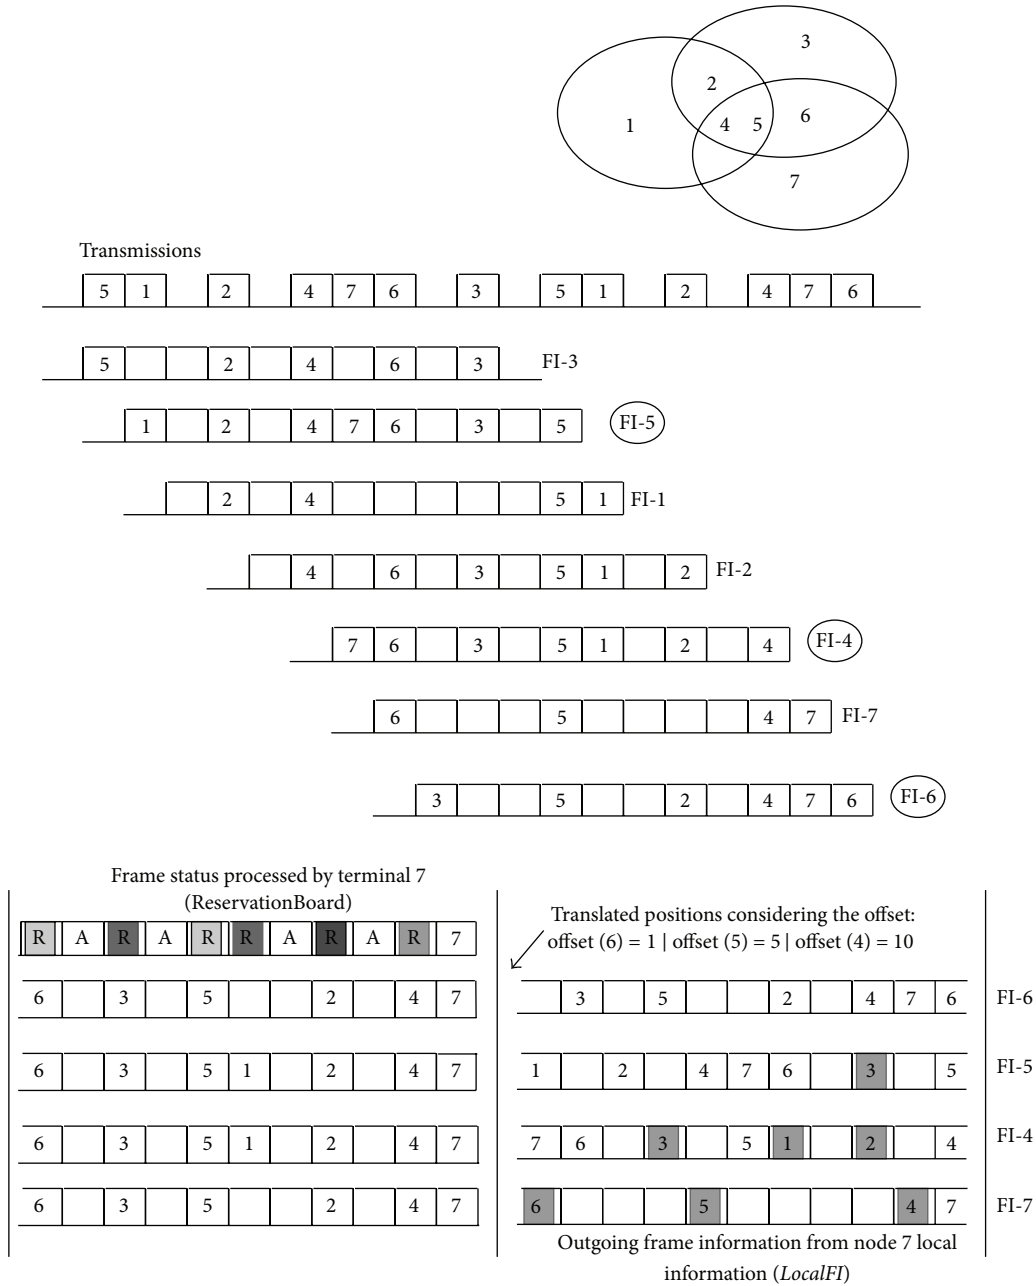 3
2
1 4 5 6
7
Transmissions
5 1 2 4 7 6 3 5 1 2 4 7 6
5 2 4 6 3 FI-3
1 2 4 7 6 3 5 FI-5
2 4 5 1 FI-1
4 6 3 5 1 2 FI-2
7 6 3 5 1 2 4 FI-4
6 5 4 7 FI-7
3 5 2 4 7 6 FI-6
Frame status processed by terminal 7
(ReservationBoard)
R A R A R R A R A R 7
6 3 5 2 4 7
6 3 5 1 2 4 7
6 3 5 1 2 4 7
6 3 5 2 4 7
Translated positions considering the offset:
offset (6) = 1 | offset (5) = 5 | offset (4) = 10
3 5 2 4 7 6 FI-6
1 2 4 7 6 3 5 FI-5
7 6 3 5 1 2 4 FI-4
6 5 4 7 FI-7
Outgoing frame information from node 7 local
information (LocalFI)